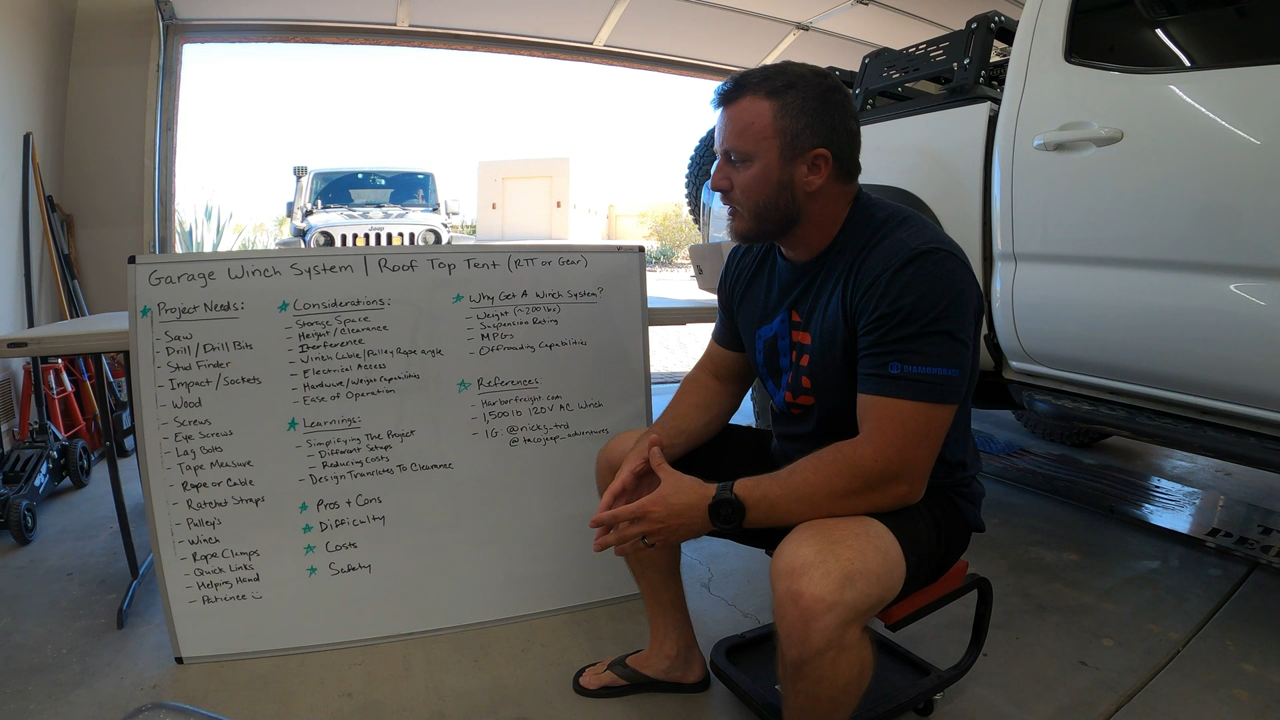 Garage Winch System | Roof Top Tent (RTT or Gear)
Project Needs:
- Saw
- Drill/Drill Bits
- Stud Finder
- Impact/Sockets
- Wood
- Screws
- Eye Screws
- Lag Bolts
- Tape Measure
- Rope or Cable
- Ratchet Straps
- Pulley's
- Winch
- Rope Clamps
- Quick Links
- Helping Hand
- Patience
Considerations:
- Storage Space
- Height/Clearance
- Winch Cable/Pulley Rope angle
- Electrical Access
- Hardware/Weight Capabilities
- Ease of Operation
Learnings:
- Simplifying The Project
- Different Setups
- Reducing Costs
- Design Translates To Clearance
Pros + Cons
Difficulty
Costs
Safety
Why Get A Winch System?
- Weight (~200 lbs)
- Suspension Rating
- MPGs
- Offroading Capabilities
References:
- Harborfreight.com
- 1,500 lb 120V AC Winch
- IG: @nicks_trd
@tacojeep_adventures
Jeep
DIAMONDBACK